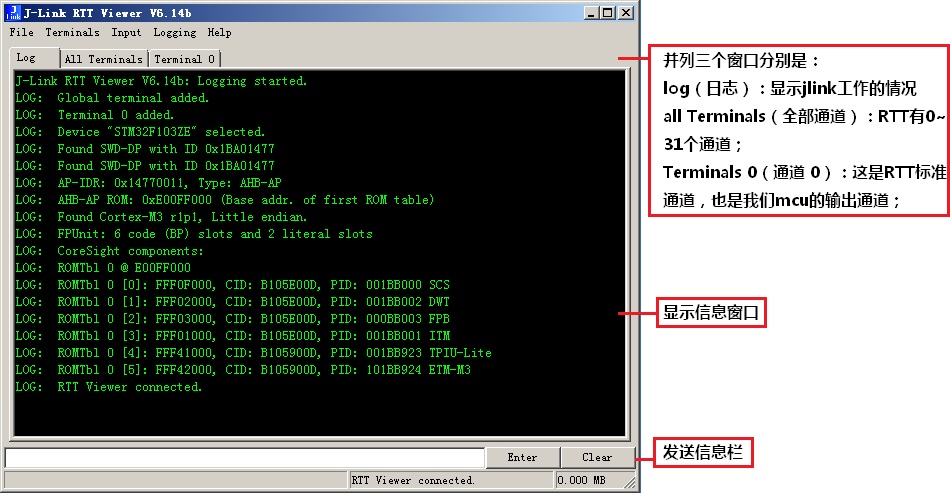 J-Link RTT Viewer V6.14b
File Terminals Input Logging Help
Log All Terminals Terminal 0
J-Link RTT Viewer V6.14b: Logging started.
LOG: Global terminal added.
LOG: Terminal 0 added.
LOG: Device "STM32F103ZE" selected.
LOG: Found SWD-DP with ID 0x1BA01477
LOG: Found SWD-DP with ID 0x1BA01477
LOG: AP-IDR: 0x14770011, Type: AHB-AP
LOG: AHB-AP ROM: 0xE00FF000 (Base addr. of first ROM table)
LOG: Found Cortex-M3 r1p1, Little endian.
LOG: FPUnit: 6 code (BP) slots and 2 literal slots
LOG: CoreSight components:
LOG: ROMTbl 0 @ E00FF000
LOG: ROMTbl 0 [0]: FFF0F000, CID: B105E00D, PID: 001BB000 SCS
LOG: ROMTbl 0 [1]: FFF02000, CID: B105E00D, PID: 001BB002 DWT
LOG: ROMTbl 0 [2]: FFF03000, CID: B105E00D, PID: 000BB003 FPB
LOG: ROMTbl 0 [3]: FFF01000, CID: B105E00D, PID: 001BB001 ITM
LOG: ROMTbl 0 [4]: FFF41000, CID: B105900D, PID: 001BB923 TPIU-Lite
LOG: ROMTbl 0 [5]: FFF42000, CID: B105900D, PID: 101BB924 ETM-M3
LOG: RTT Viewer connected.
Enter Clear
RTT Viewer connected. 0.000 MB
并列三个窗口分别是：
log（日志）：显示jlink工作的情况
all Terminals（全部通道）：RTT有0~
31个通道；
Terminals 0（通道 0）：这是RTT标准
通道，也是我们mcu的输出通道；
显示信息窗口
发送信息栏